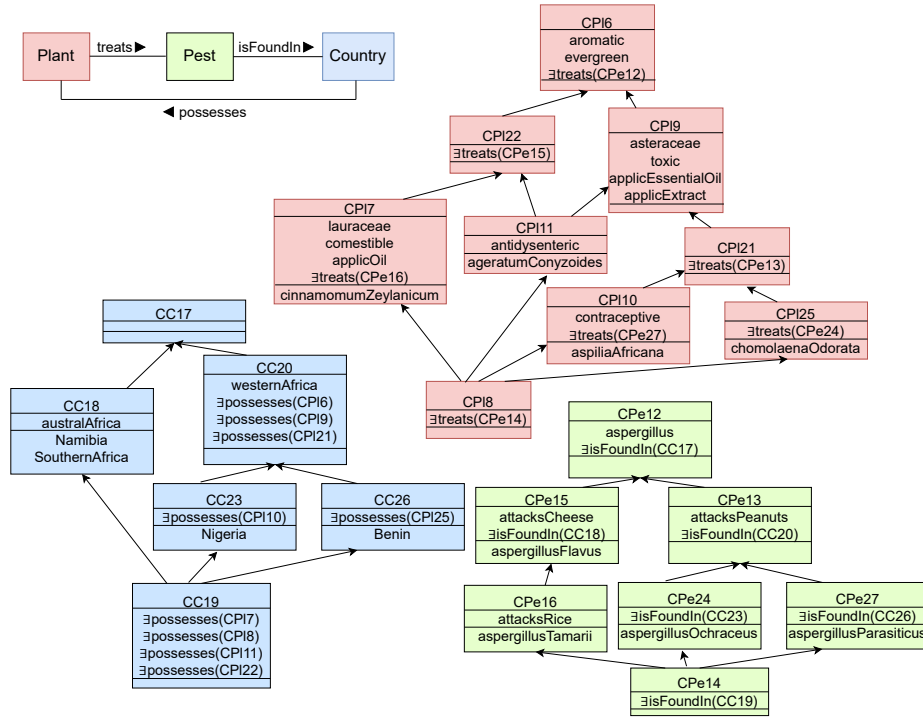 Plant
treats ▶
Pest
isFoundIn ▶
Country
◀ possesses
CPl6
aromatic
evergreen
∃treats(CPe12)
CPl22
∃treats(CPe15)
CPl9
asteraceae
toxic
applicEssentialOil
applicExtract
CPl7
lauraceae
comestible
applicOil
∃treats(CPe16)
cinnamomumZeylanicum
CPl11
antidysenteric
ageratumConyzoides
CPl21
∃treats(CPe13)
CPl10
contraceptive
∃treats(CPe27)
aspiliaAfricana
CPl25
∃treats(CPe24)
chomolaenaOdorata
CPl8
∃treats(CPe14)
CC17
CC20
westernAfrica
∃possesses(CPl6)
∃possesses(CPl9)
∃possesses(CPl21)
CC18
australAfrica
Namibia
SouthernAfrica
CC23
∃possesses(CPl10)
Nigeria
CC26
∃possesses(CPl25)
Benin
CC19
∃possesses(CPl7)
∃possesses(CPl8)
∃possesses(CPl11)
∃possesses(CPl22)
CPe12
aspergillus
∃isFoundIn(CC17)
CPe15
attacksCheese
∃isFoundIn(CC18)
aspergillusFlavus
CPe13
attacksPeanuts
∃isFoundIn(CC20)
CPe16
attacksRice
aspergillusTamarii
CPe24
∃isFoundIn(CC23)
aspergillusOchraceus
CPe27
∃isFoundIn(CC26)
aspergillusParasiticus
CPe14
∃isFoundIn(CC19)